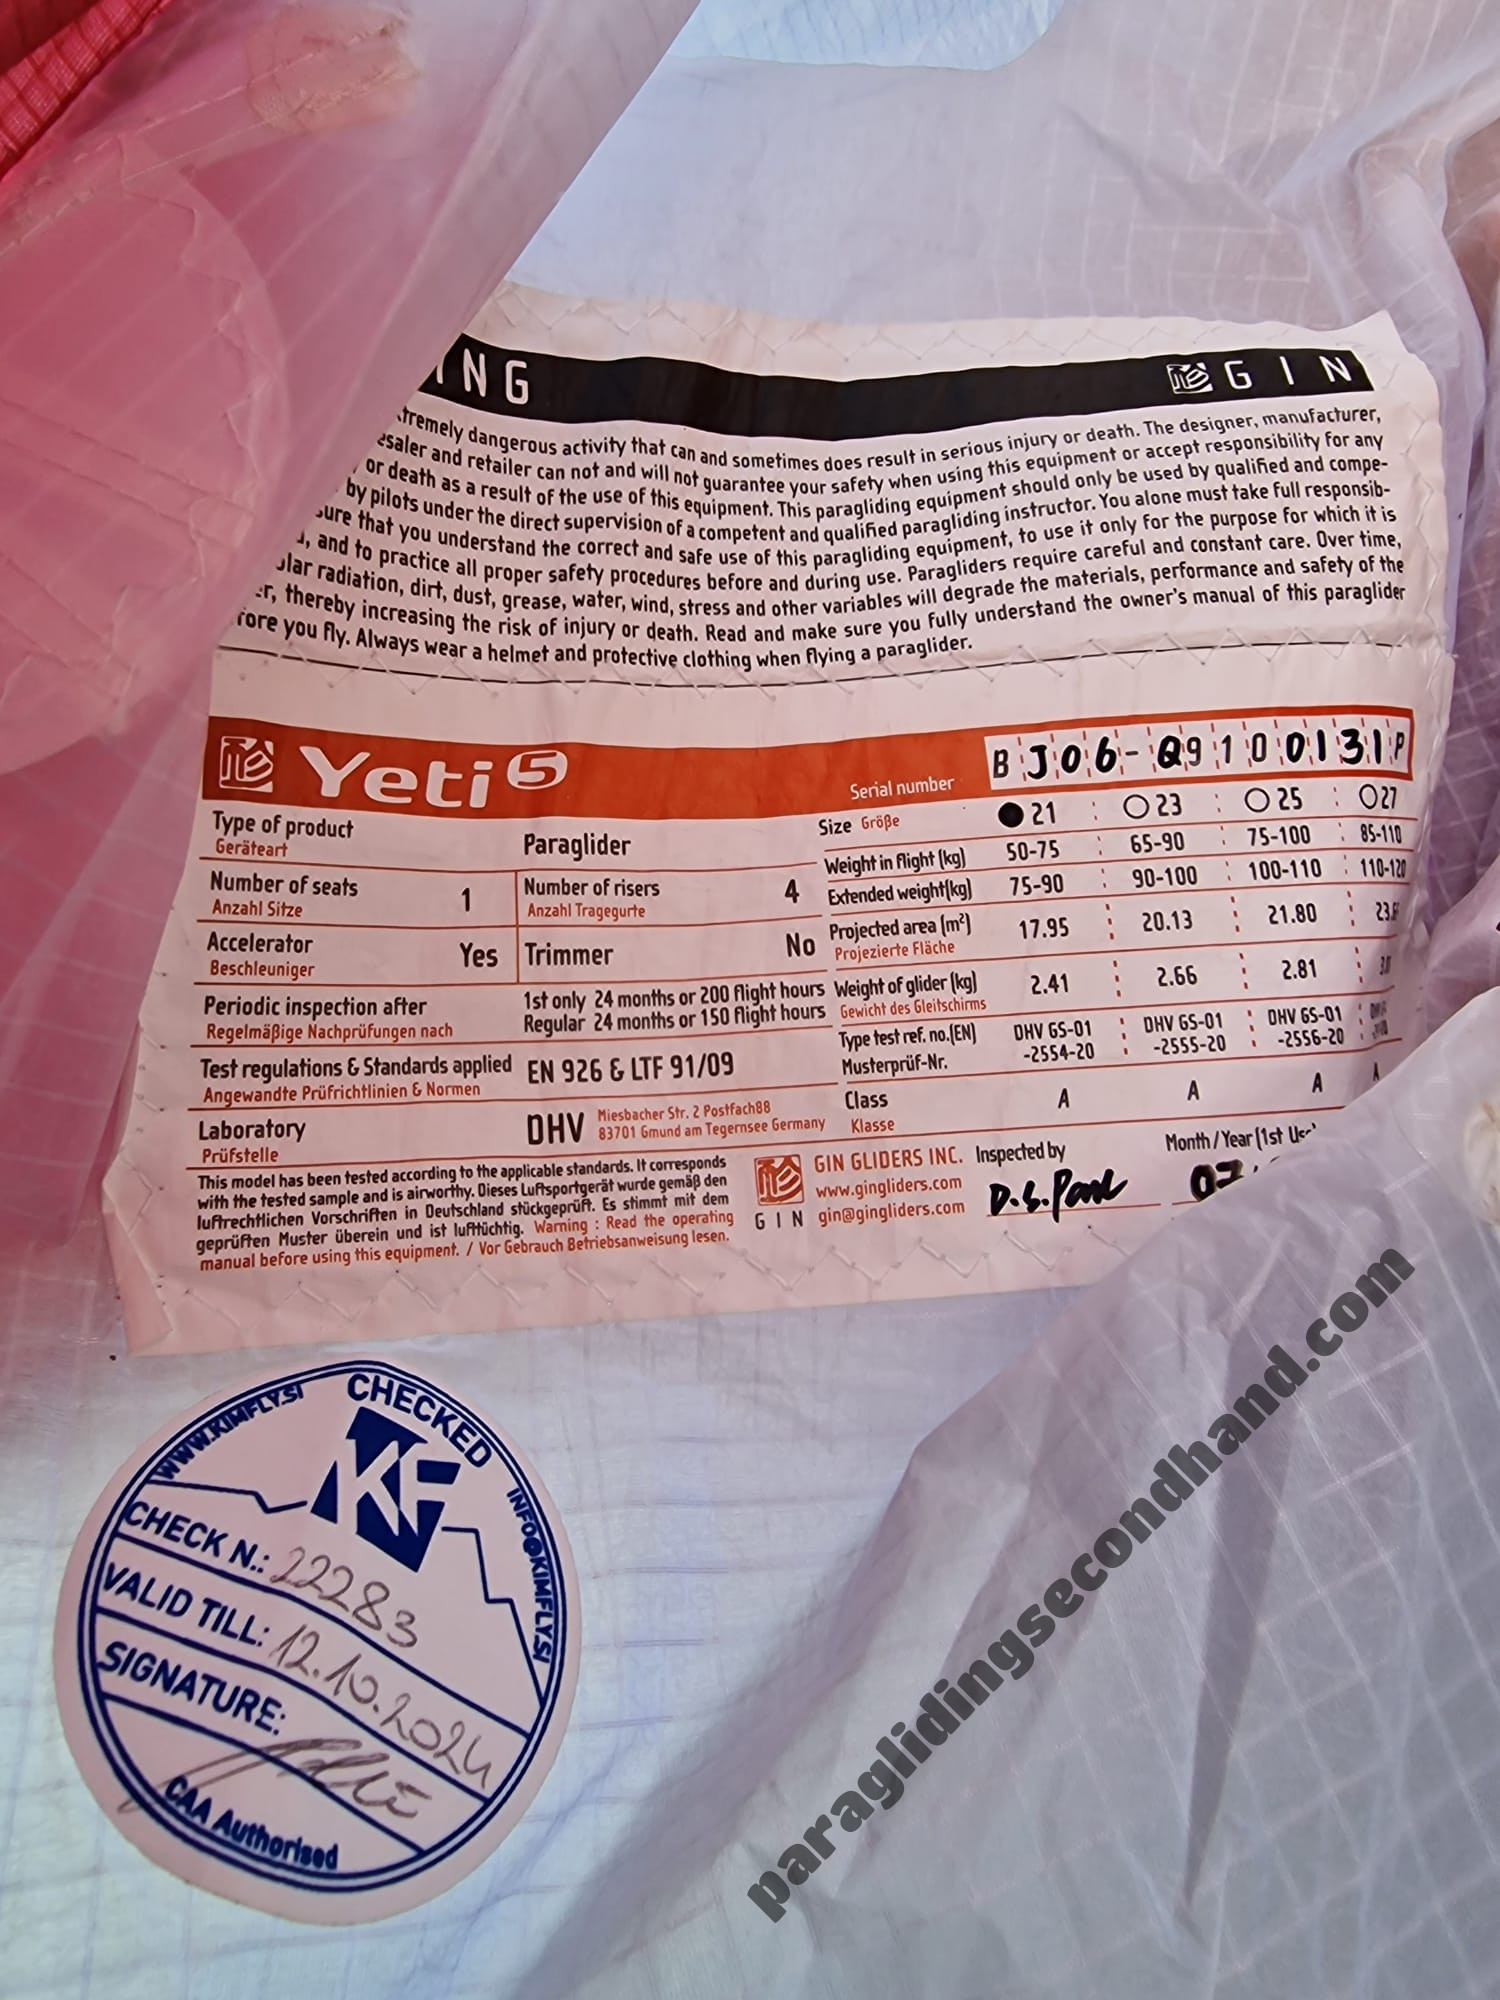 NG
GIN
tremely dangerous activity that can and sometimes does result in serious injury or death. The designer, manufacturer,
esaler and retailer can not and will not guarantee your safety when using this equipment or accept responsibility for any
or death as a result of the use of this equipment. This paragliding equipment should only be used by qualified and compe-
by pilots under the direct supervision of a competent and qualified paragliding instructor. You alone must take full responsib-
sure that you understand the correct and safe use of this paragliding equipment, to use it only for the purpose for which it is
, and to practice all proper safety procedures before and during use. Paragliders require careful and constant care. Over time,
lar radiation, dirt, dust, grease, water, wind, stress and other variables will degrade the materials, performance and safety of the
r, thereby increasing the risk of injury or death. Read and make sure you fully understand the owner's manual of this paraglider
fore you fly. Always wear a helmet and protective clothing when flying a paraglider.
Yeti 5
Serial number BJ06-Q9100131P
Type of product Paraglider
Geräteart
Number of seats 1 Number of risers 4
Anzahl Sitze Anzahl Tragegurte
Accelerator Yes Trimmer No
Beschleuniger
Periodic inspection after 1st only 24 months or 200 flight hours
Regelmäßige Nachprüfungen nach Regular 24 months or 150 flight hours
Test regulations & Standards applied EN 926 & LTF 91/09
Angewandte Prüfrichtlinien & Normen
Laboratory DHV Miesbacher Str. 2 Postfach88
Prüfstelle 83701 Gmund am Tegernsee Germany
Size Größe 21 23 25 27
Weight in flight (kg) 50-75 65-90 75-100 85-110
Extended weight(kg) 75-90 90-100 100-110 110-120
Projected area (m²) 17.95 20.13 21.80 23.
Projezierte Fläche
Weight of glider (kg) 2.41 2.66 2.81
Gewicht des Gleitschirms
Type test ref. no.(EN) DHV GS-01 DHV GS-01 DHV GS-01
Musterprüf-Nr. -2554-20 -2555-20 -2556-20
Class A A A A
Klasse
This model has been tested according to the applicable standards. It corresponds
with the tested sample and is airworthy. Dieses Luftsportgerät wurde gemäß den
luftrechtlichen Vorschriften in Deutschland stückgeprüft. Es stimmt mit dem
geprüften Muster überein und ist lufttüchtig. Warning : Read the operating
manual before using this equipment. / Vor Gebrauch Betriebsanweisung lesen.
GIN
GIN GLIDERS INC.
www.gingliders.com
gin@gingliders.com
Inspected by
D.S.Park
Month / Year (1st Us
07.
WWW.KIMFLY.SI
CHECKED
INFO@KIMFLY.SI
KF
CHECK N.: 22283
VALID TILL: 12.10.2024
SIGNATURE:
CAA Authorised
paraglidingsecondhand.com